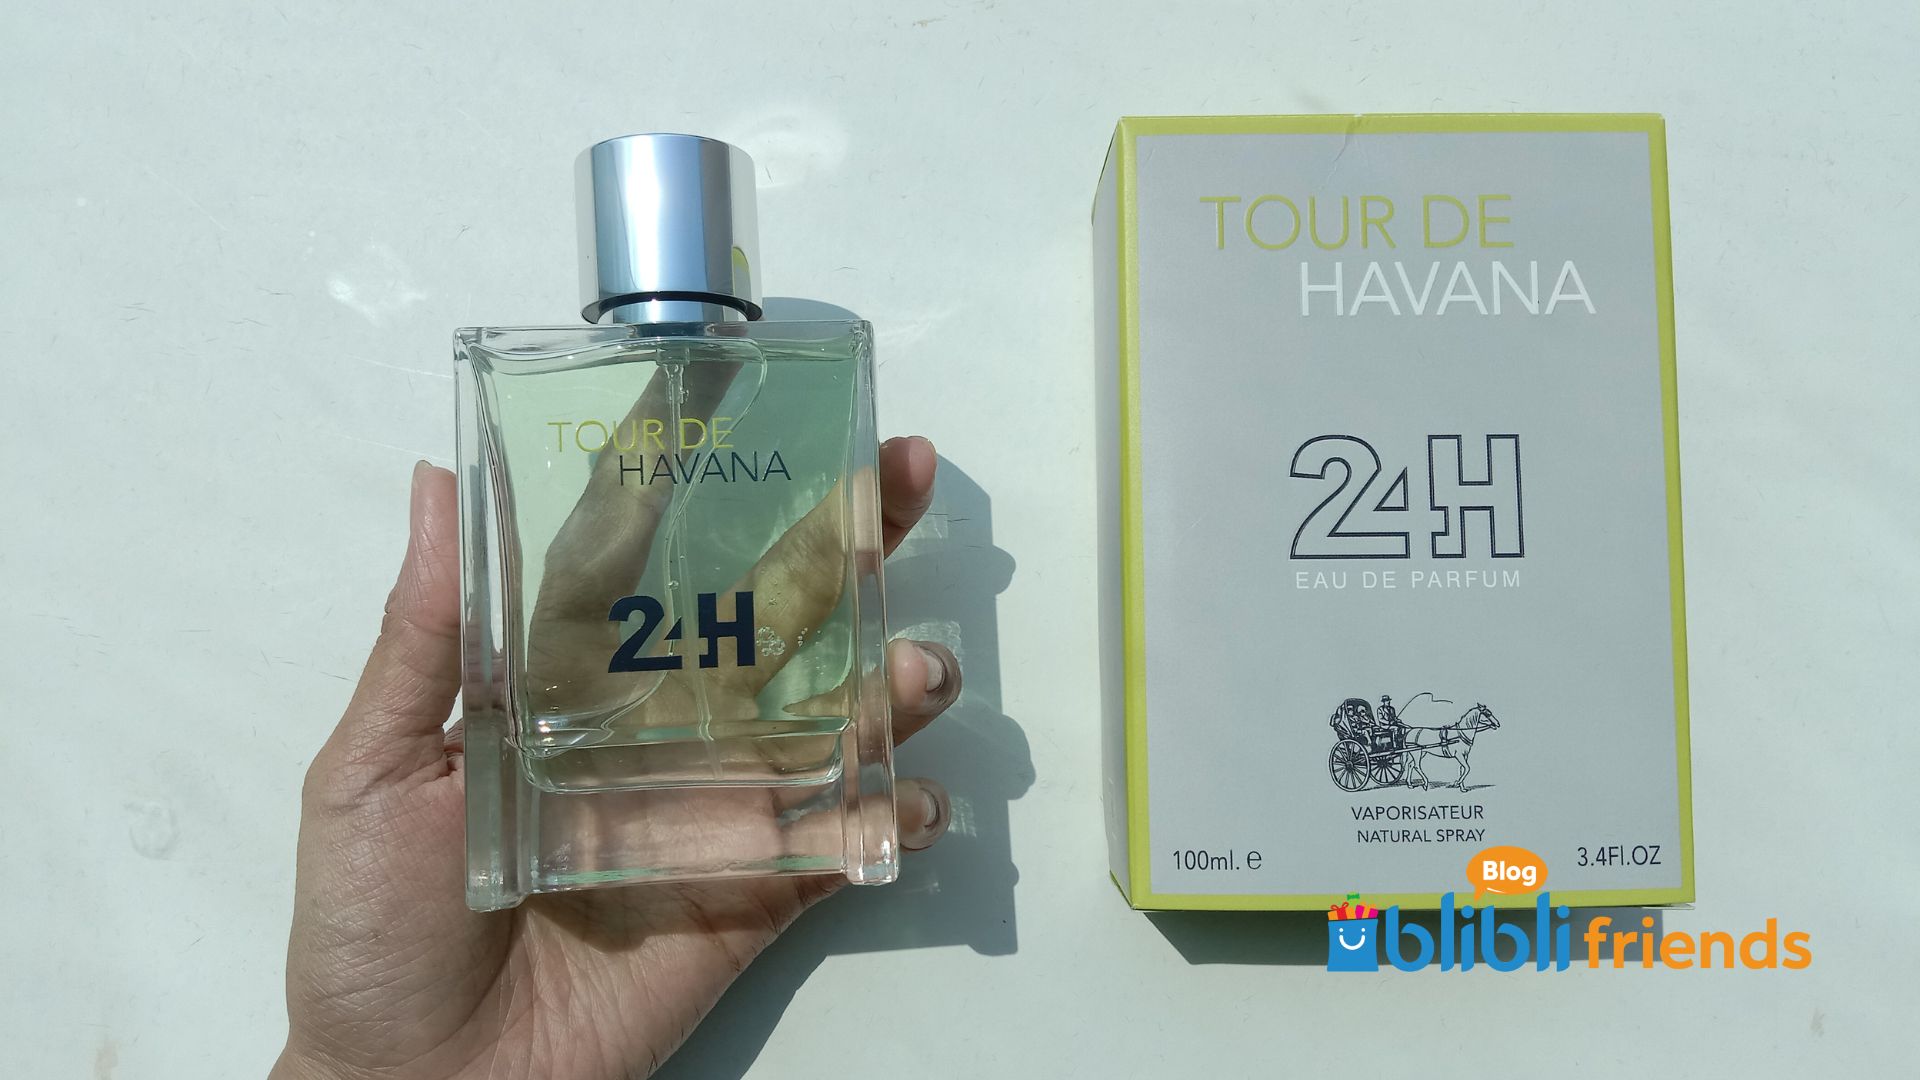 TOUR DE
HAVANA
24H
TOUR DE
HAVANA
24H
EAU DE PARFUM
VAPORISATEUR
NATURAL SPRAY
100ml. e
3.4Fl.OZ
Blog
blibli friends